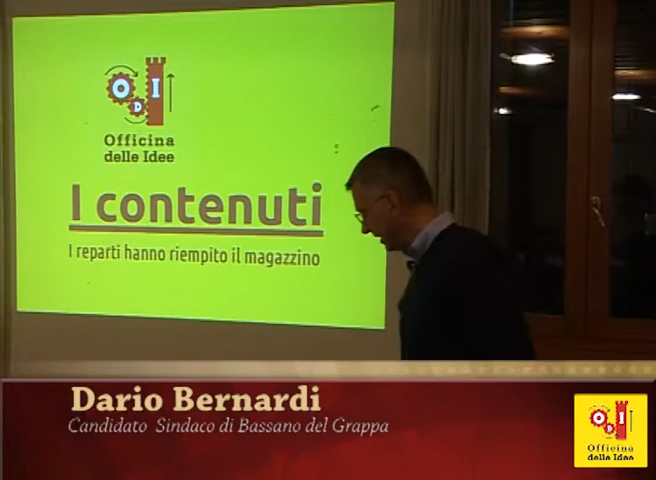 O D I
Officina
delle Idee
I contenuti
I reparti hanno riempito il magazzino
Dario Bernardi
Candidato Sindaco di Bassano del Grappa
O D I
Officina
delle Idee